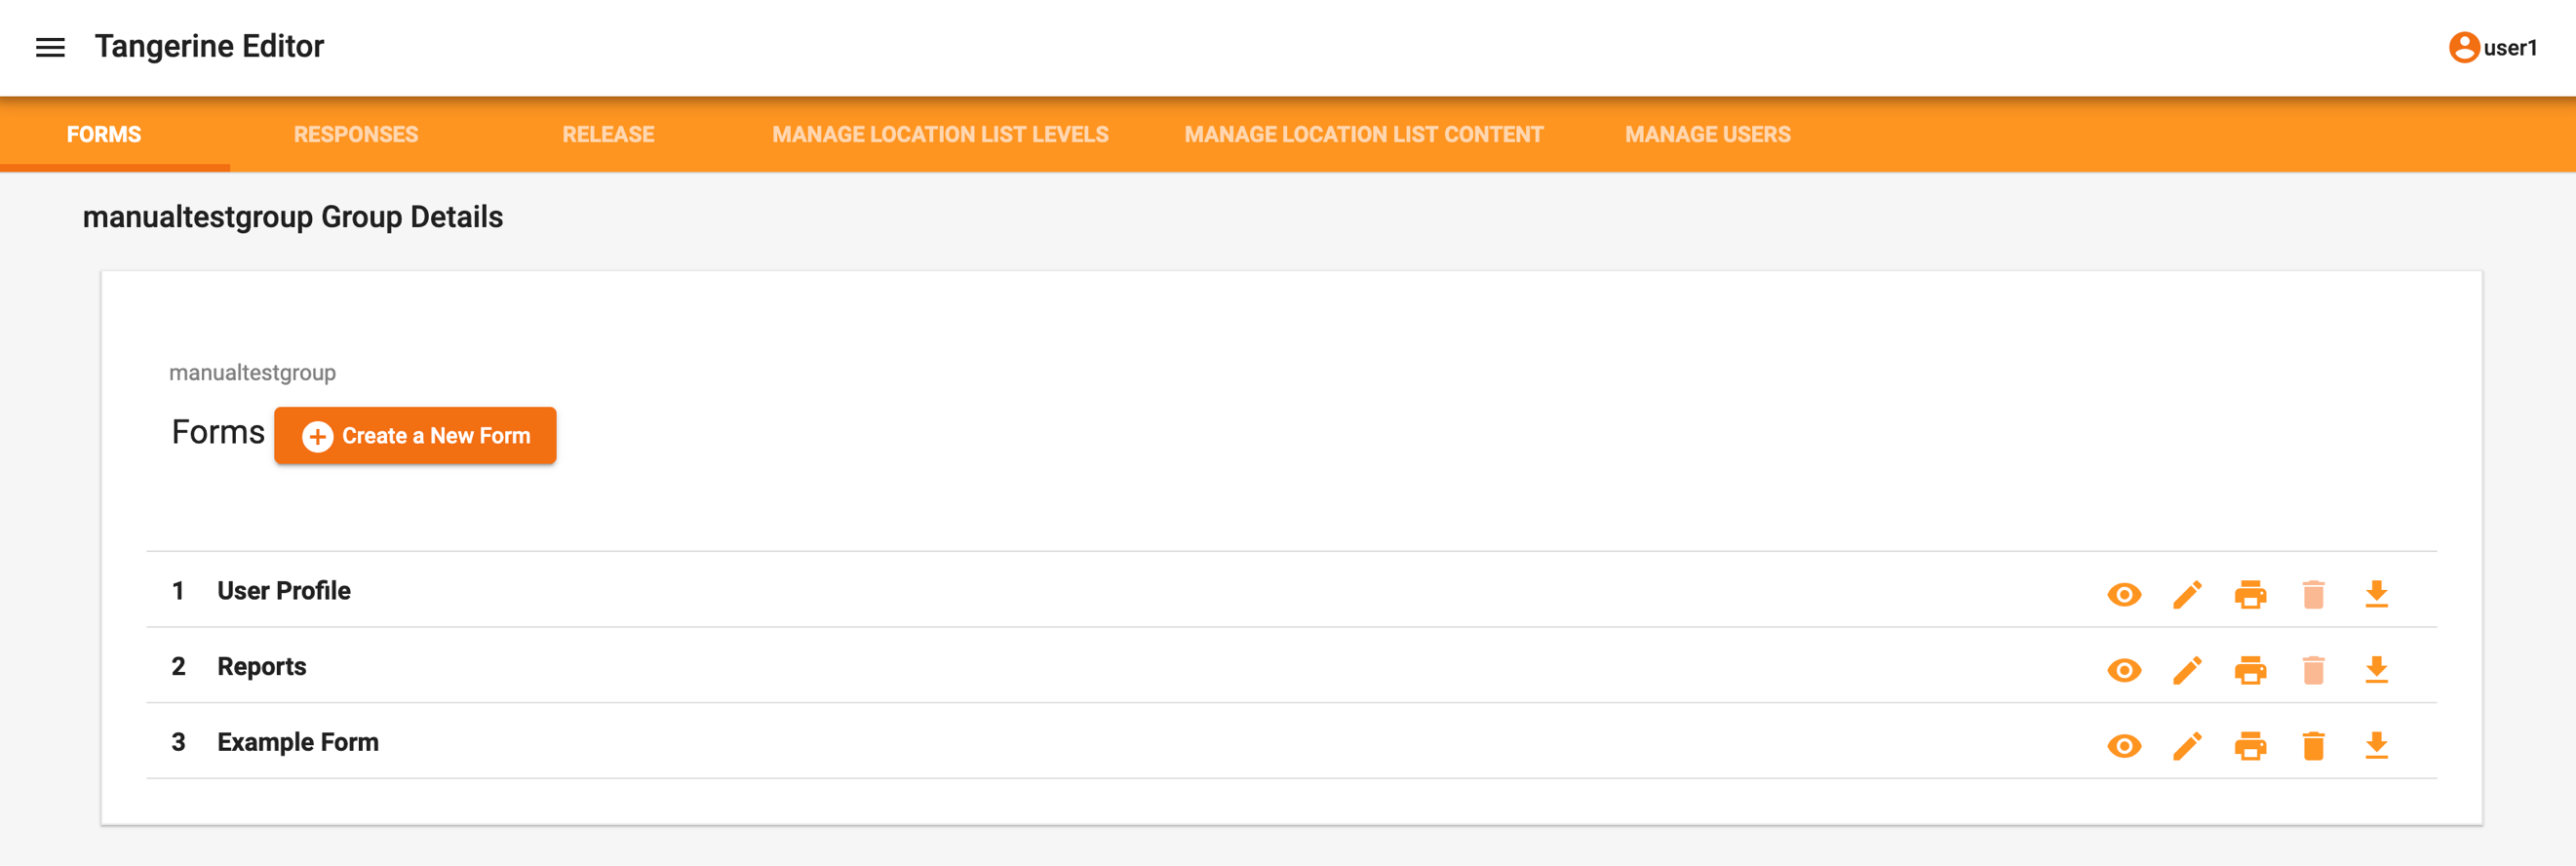 Tangerine Editor
user1
FORMS RESPONSES RELEASE MANAGE LOCATION LIST LEVELS MANAGE LOCATION LIST CONTENT MANAGE USERS
manualtestgroup Group Details
manualtestgroup
Forms Create a New Form
1 User Profile
2 Reports
3 Example Form